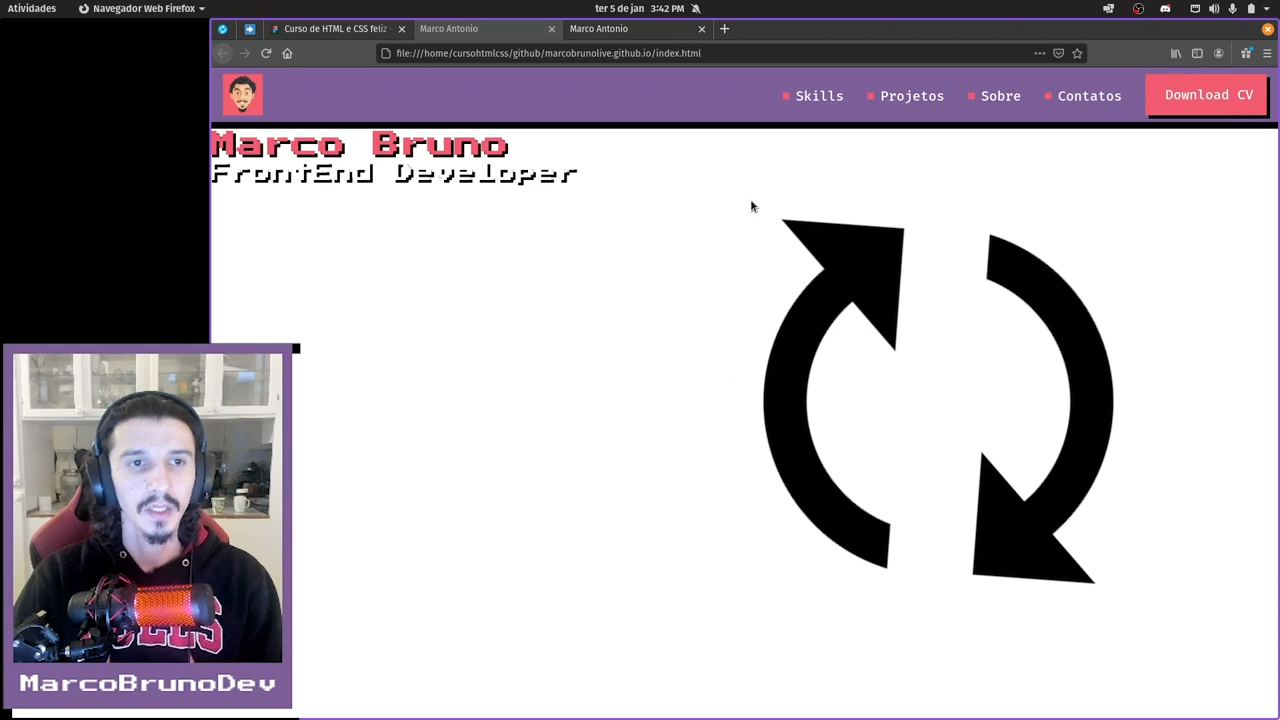 Atividades
Navegador Web Firefox
ter 5 de jan 3:42 PM
Curso de HTML e CSS feliz
Marco Antonio
Marco Antonio
file:///home/cursohtmlcss/github/marcobrunolive.github.io/index.html
Skills
Projetos
Sobre
Contatos
Download CV
Marco Bruno
FrontEnd Developer
MarcoBrunoDev